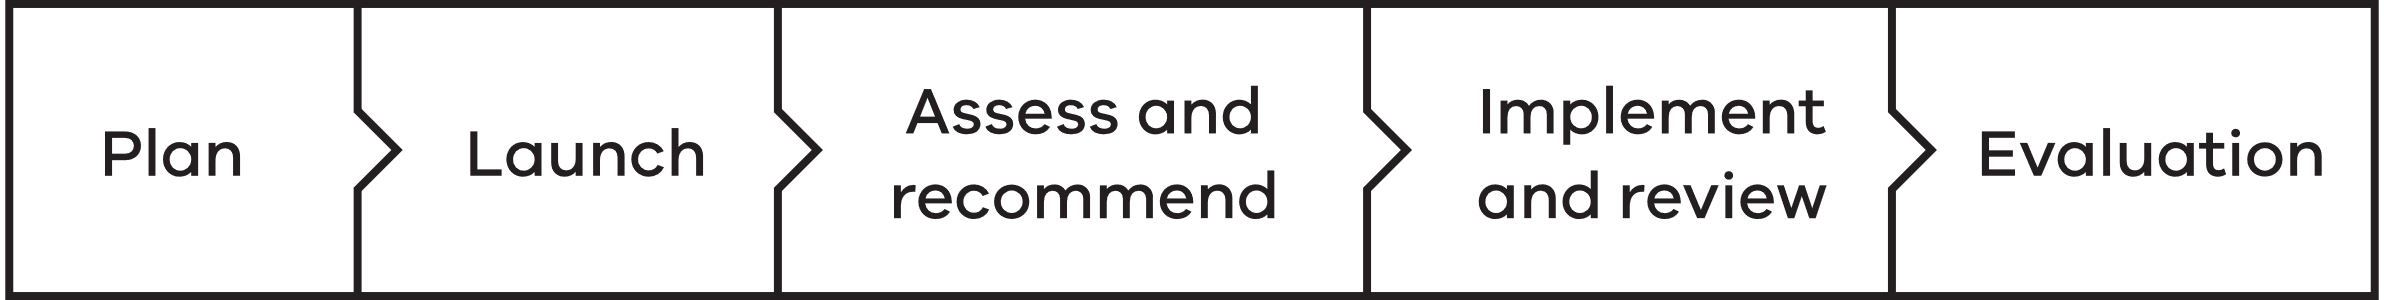 Plan
Launch
Assess and
recommend
Implement
and review
Evaluation